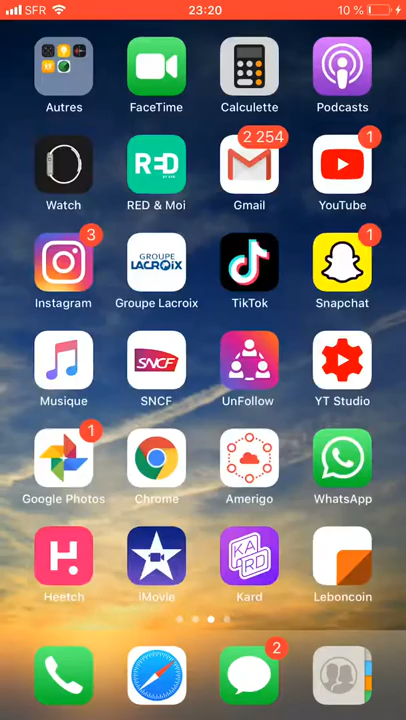 SFR 23:20 10 %
Autres FaceTime Calculette Podcasts
2 254 1
RED BY SFR
Watch RED & Moi Gmail YouTube
3 1
GROUPE LACROIX
Instagram Groupe Lacroix TikTok Snapchat
SNCF
Musique SNCF UnFollow YT Studio
1
Google Photos Chrome Amerigo WhatsApp
H. KARD
Heetch iMovie Kard Leboncoin
2